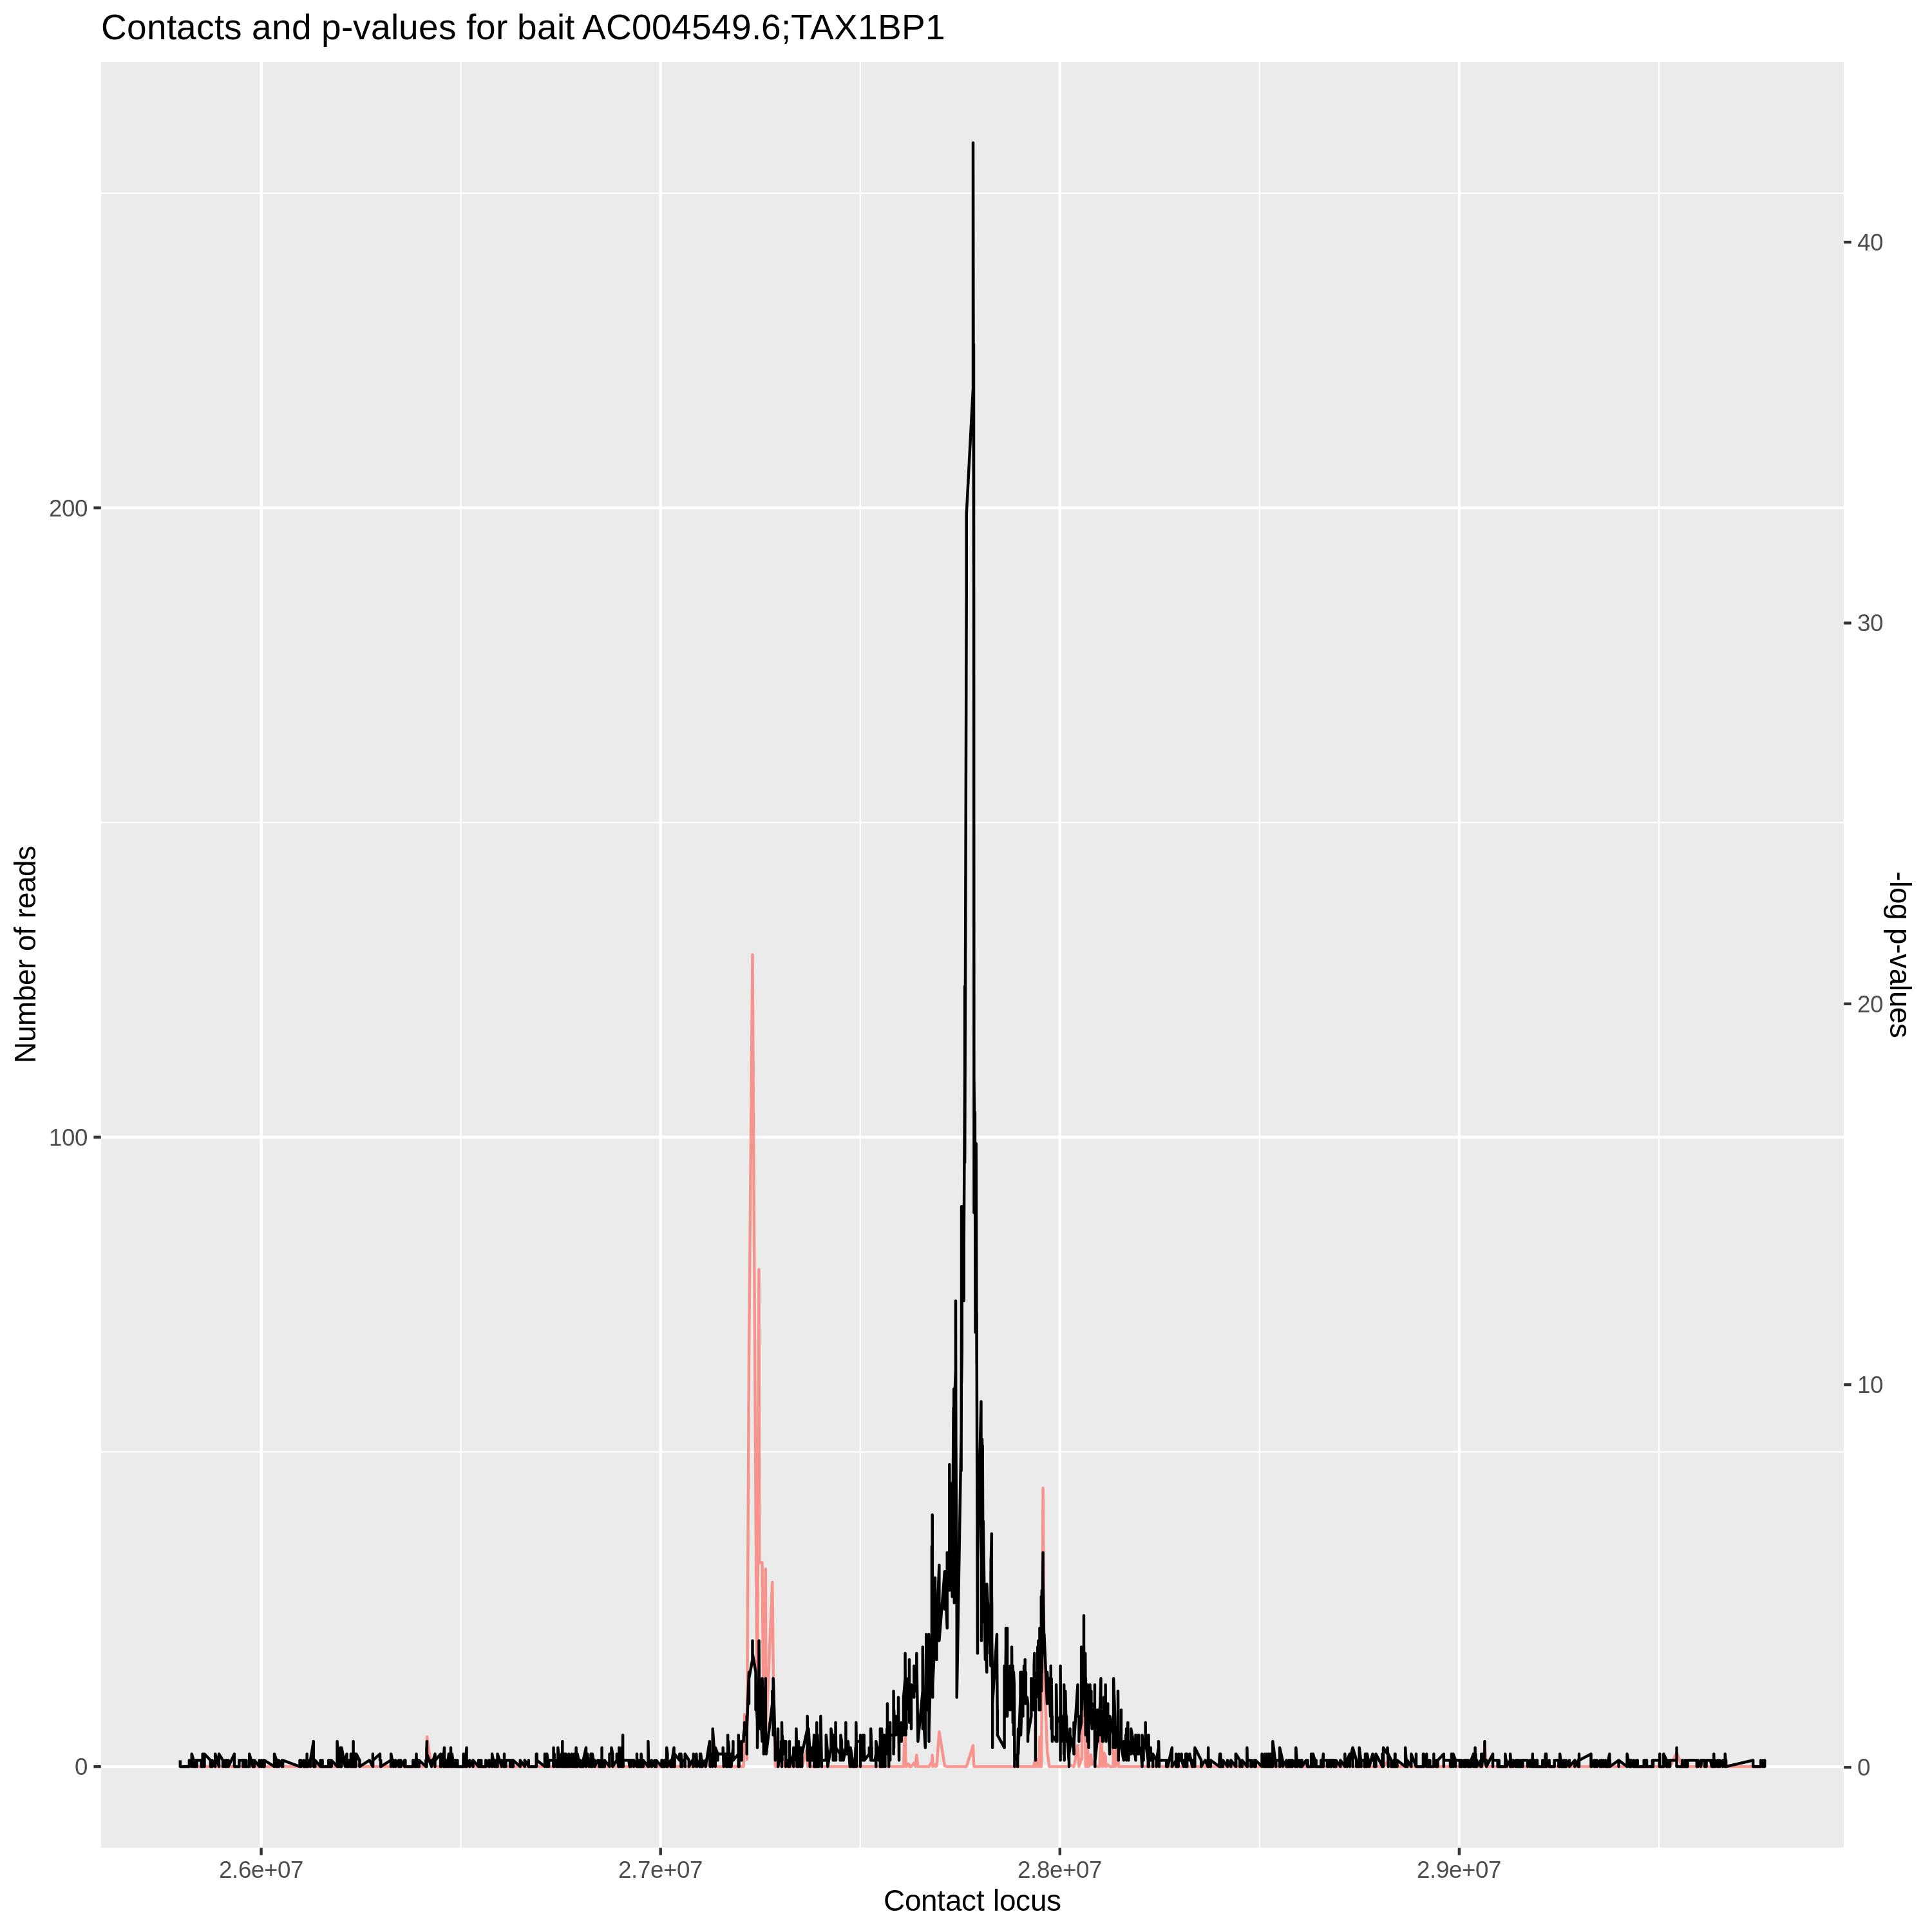 Contacts and p-values for bait AC004549.6;TAX1BP1
Number of reads
200
100
0
40
30
20
10
0
-log p-values
2.6e+07
2.7e+07
2.8e+07
2.9e+07
Contact locus